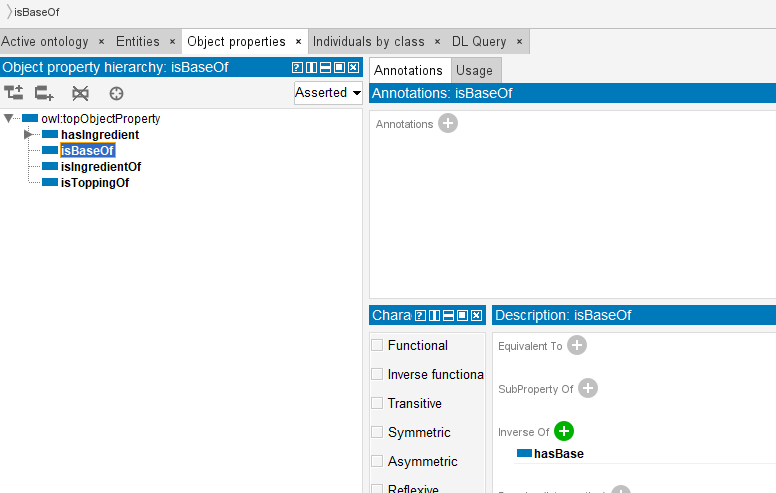 isBaseOf
Active ontology × Entities × Object properties × Individuals by class × DL Query ×
Object property hierarchy: isBaseOf
Asserted
owl:topObjectProperty
hasIngredient
isBaseOf
isIngredientOf
isToppingOf
Annotations Usage
Annotations: isBaseOf
Annotations
Chara
Functional
Inverse functiona
Transitive
Symmetric
Asymmetric
Reflexive
Description: isBaseOf
Equivalent To
SubProperty Of
Inverse Of
hasBase